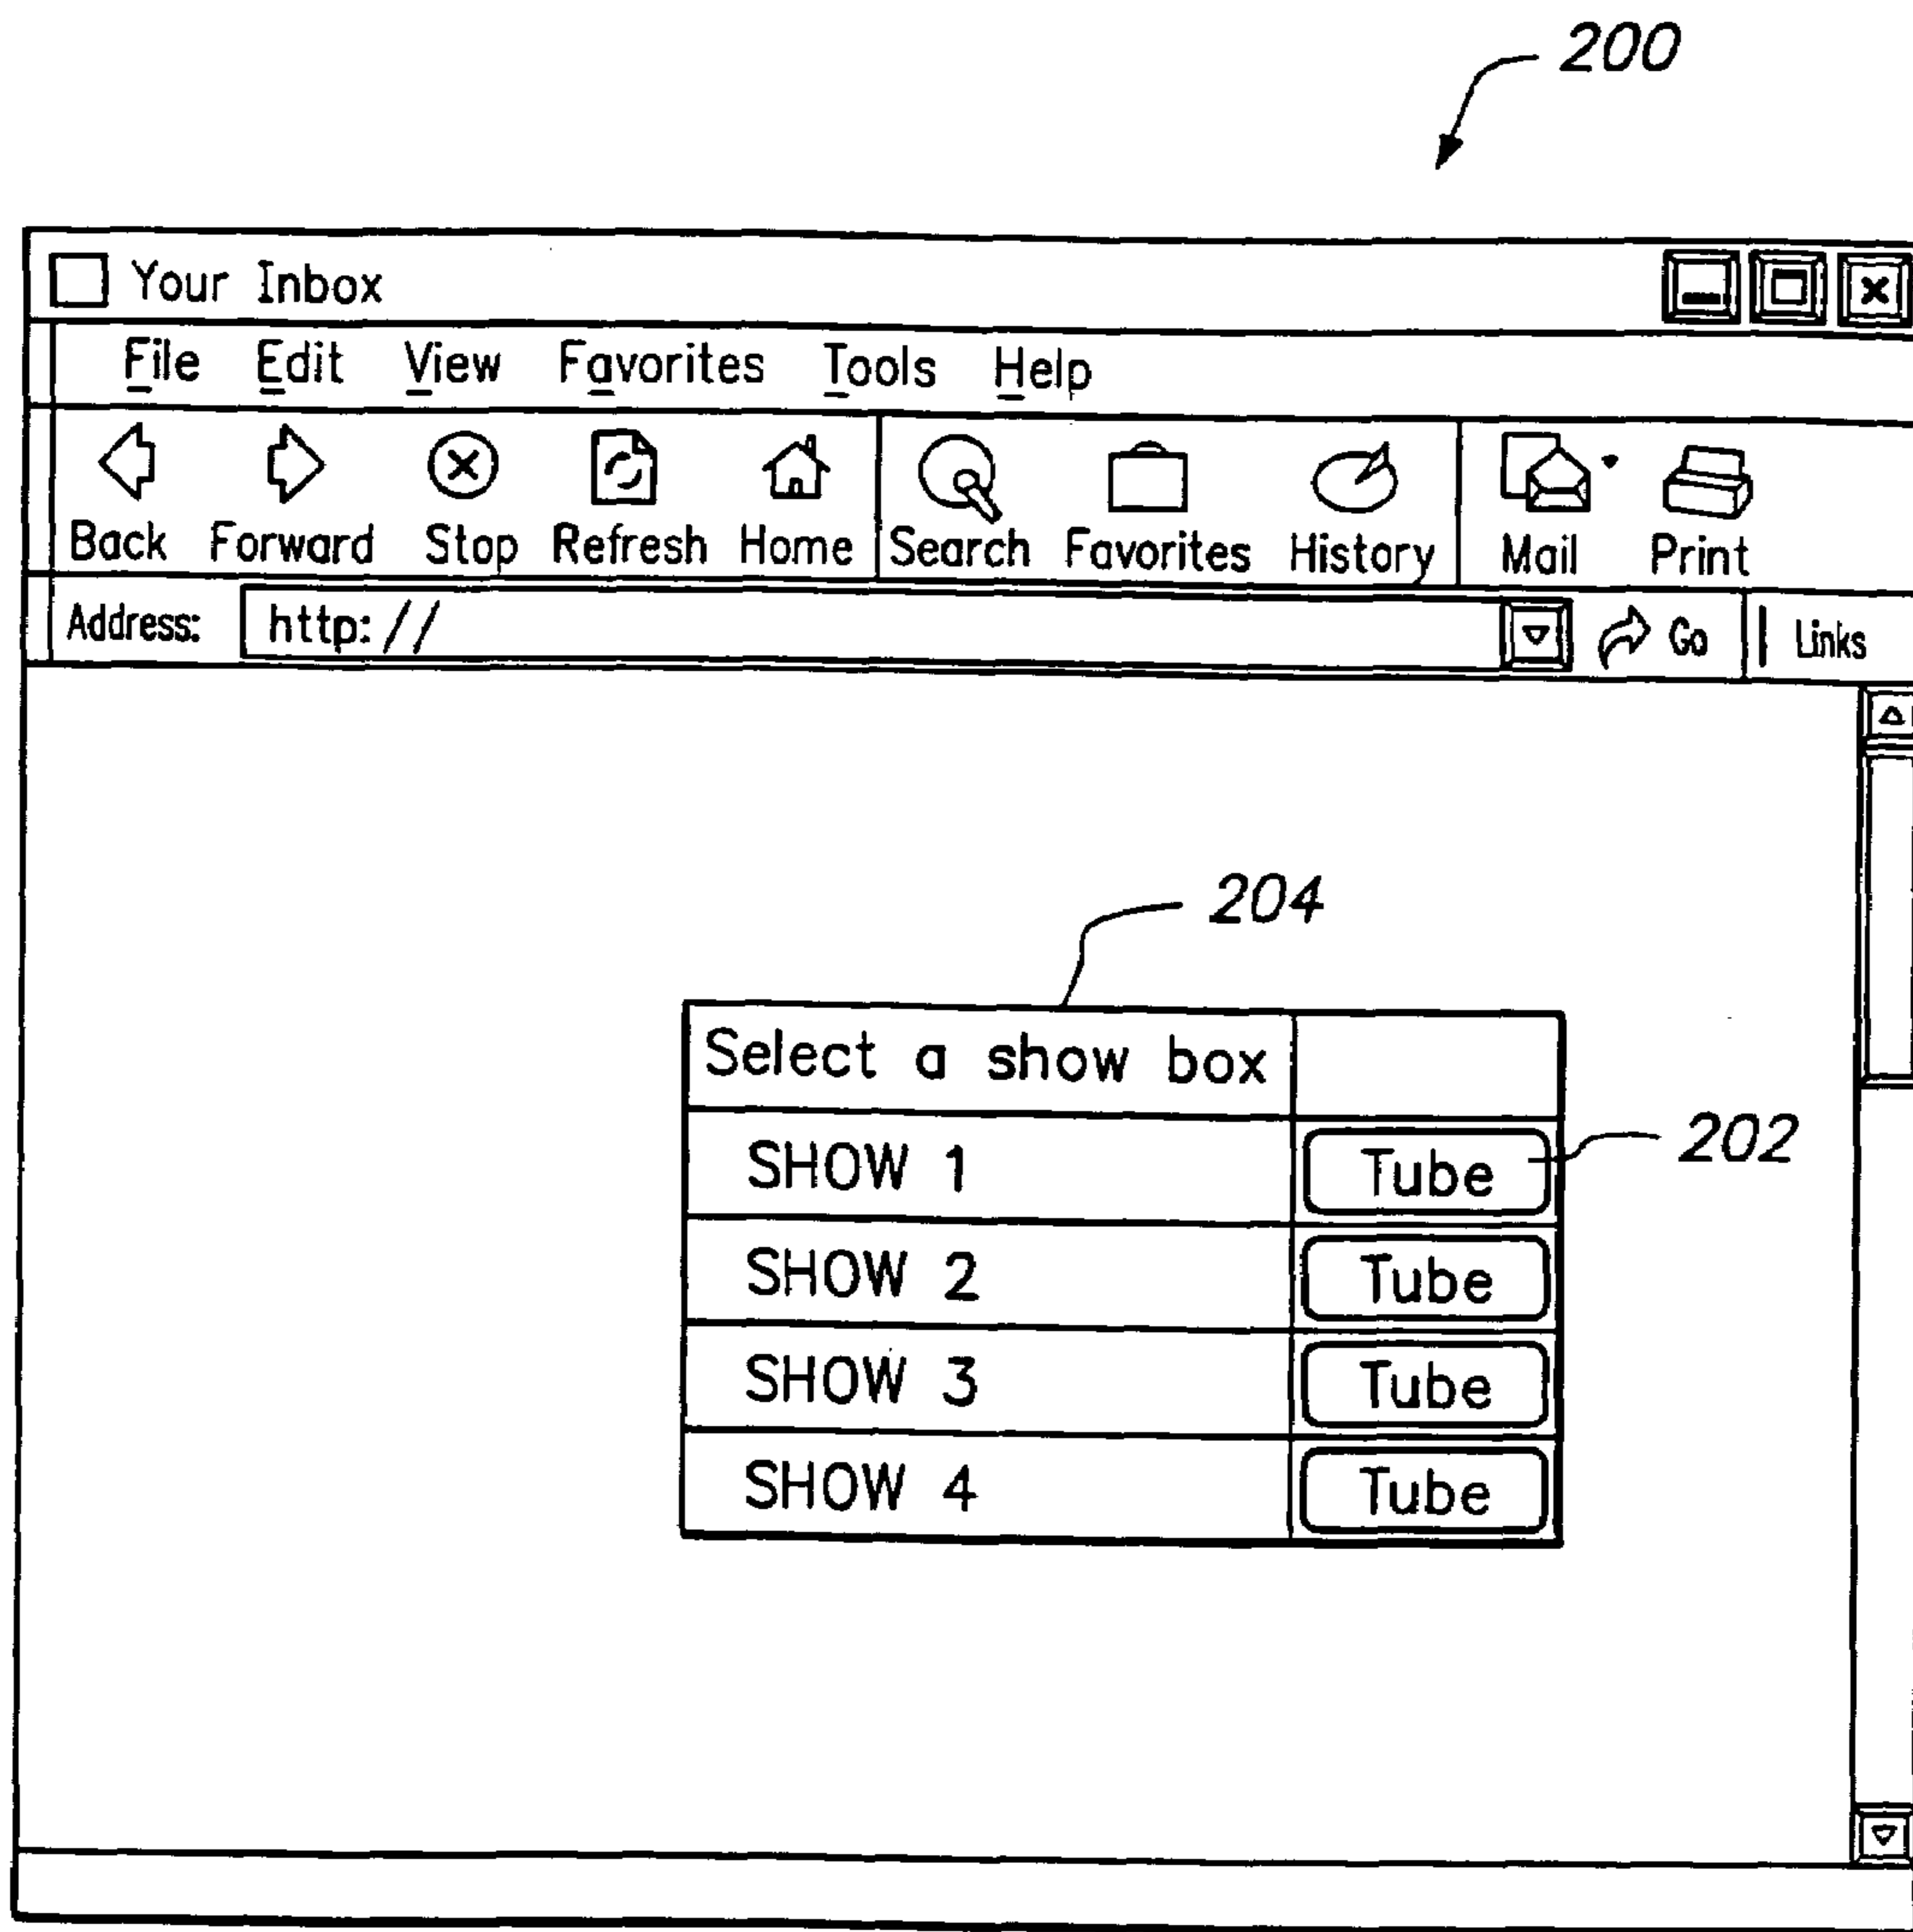 200
Your Inbox
File Edit View Favorites Tools Help
Back Forward Stop Refresh Home Search Favorites History Mail Print
Address: http:// Go Links
204
Select a show box
SHOW 1 Tube 202
SHOW 2 Tube
SHOW 3 Tube
SHOW 4 Tube